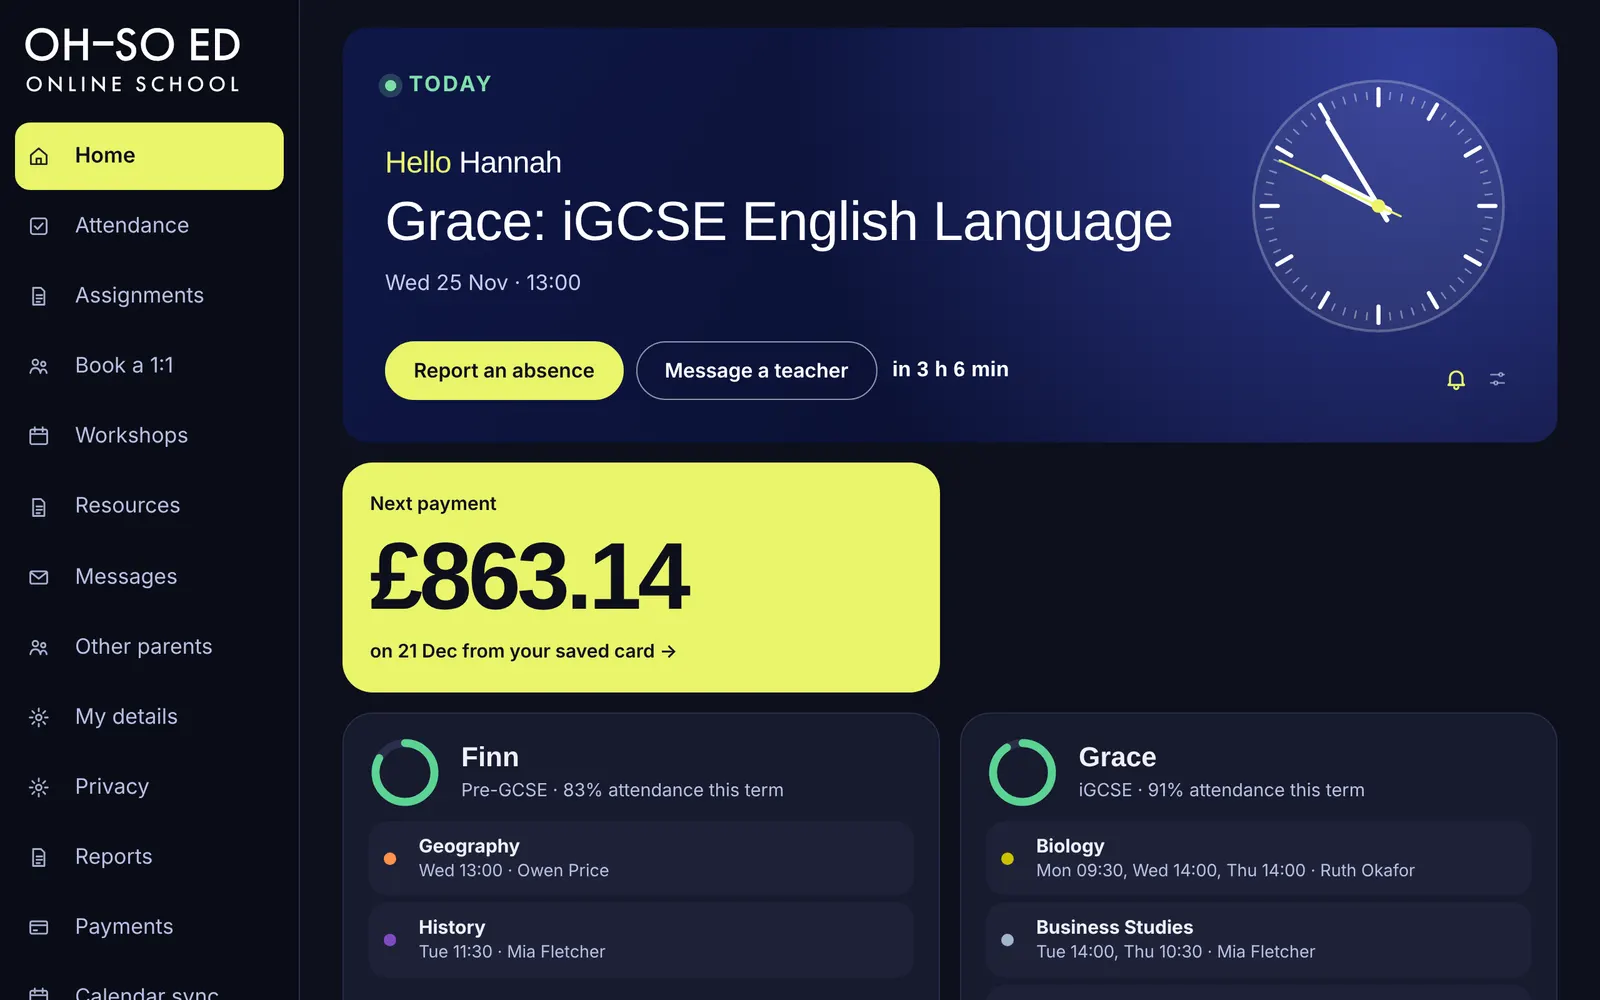 OH-SO ED
ONLINE SCHOOL
Home
Attendance
Assignments
Book a 1:1
Workshops
Resources
Messages
Other parents
My details
Privacy
Reports
Payments
Calendar sync
TODAY
Hello Hannah
Grace: iGCSE English Language
Wed 25 Nov · 13:00
Report an absence
Message a teacher
in 3 h 6 min
Next payment
£863.14
on 21 Dec from your saved card →
Finn
Pre-GCSE · 83% attendance this term
Geography
Wed 13:00 · Owen Price
History
Tue 11:30 · Mia Fletcher
Grace
iGCSE · 91% attendance this term
Biology
Mon 09:30, Wed 14:00, Thu 14:00 · Ruth Okafor
Business Studies
Tue 14:00, Thu 10:30 · Mia Fletcher